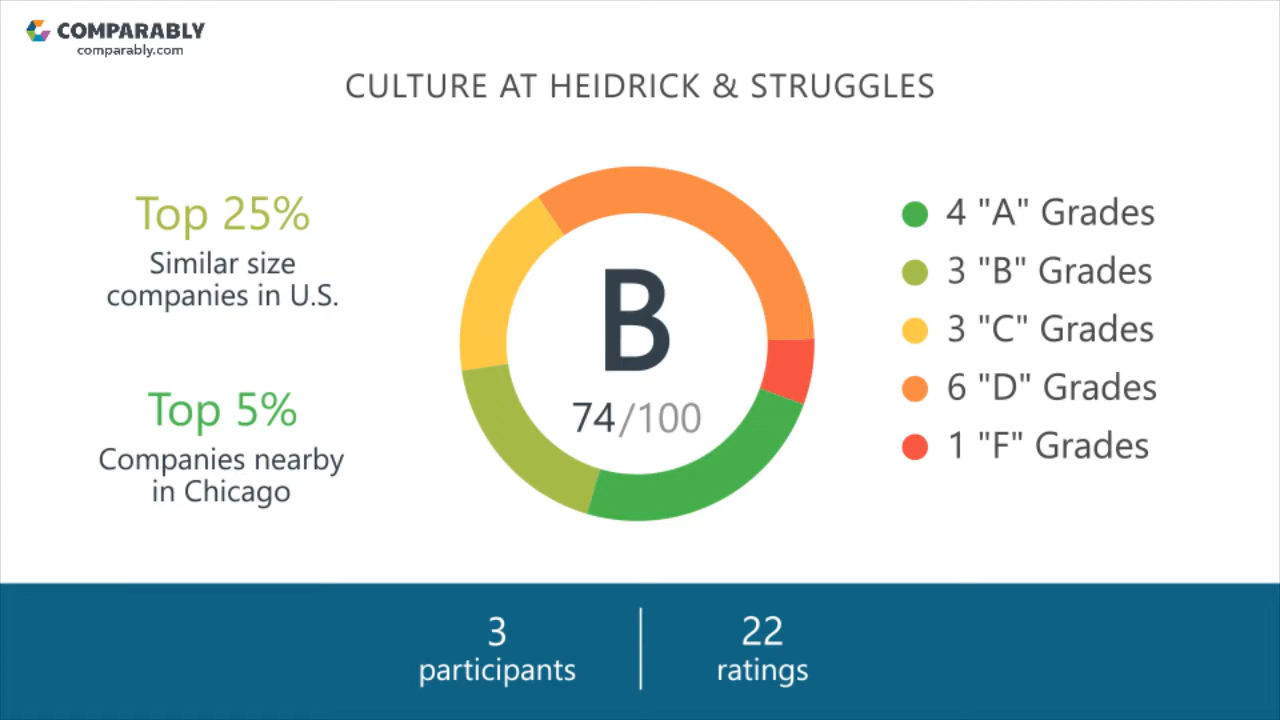 COMPARABLY
comparably.com
CULTURE AT HEIDRICK & STRUGGLES
Top 25%
Similar size
companies in U.S.
Top 5%
Companies nearby
in Chicago
B
74/100
4 "A" Grades
3 "B" Grades
3 "C" Grades
6 "D" Grades
1 "F" Grades
3
participants
22
ratings